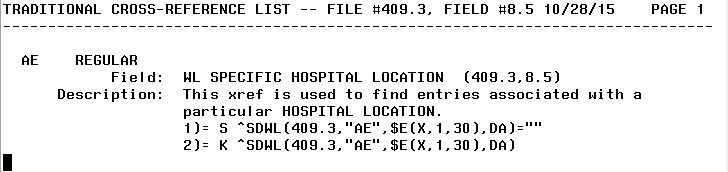 TRADITIONAL CROSS-REFERENCE LIST -- FILE #409.3, FIELD #8.5 10/28/15    PAGE 1
--------------------------------------------------------------------------------
AE    REGULAR
Field:  WL SPECIFIC HOSPITAL LOCATION  (409.3,8.5)
Description:  This xref is used to find entries associated with a
particular HOSPITAL LOCATION.
1)= S ^SDWL(409.3,"AE",$E(X,1,30),DA)=""
2)= K ^SDWL(409.3,"AE",$E(X,1,30),DA)